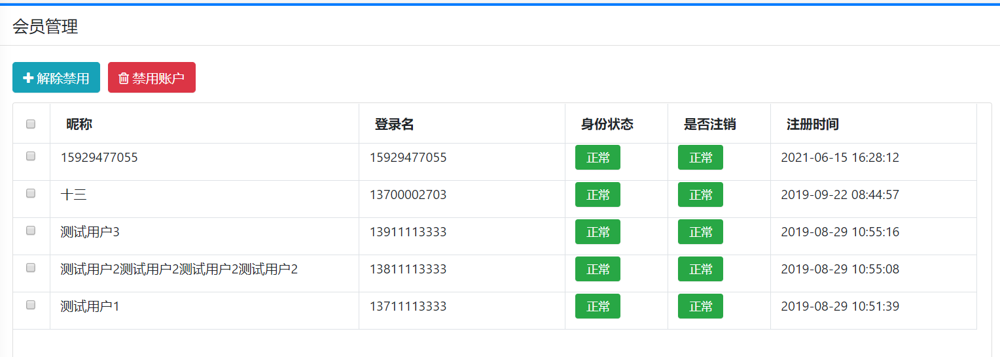 会员管理
解除禁用 禁用账户
昵称 登录名 身份状态 是否注销 注册时间
15929477055 15929477055 正常 正常 2021-06-15 16:28:12
十三 13700002703 正常 正常 2019-09-22 08:44:57
测试用户3 13911113333 正常 正常 2019-08-29 10:55:16
测试用户2测试用户2测试用户2测试用户2 13811113333 正常 正常 2019-08-29 10:55:08
测试用户1 13711113333 正常 正常 2019-08-29 10:51:39